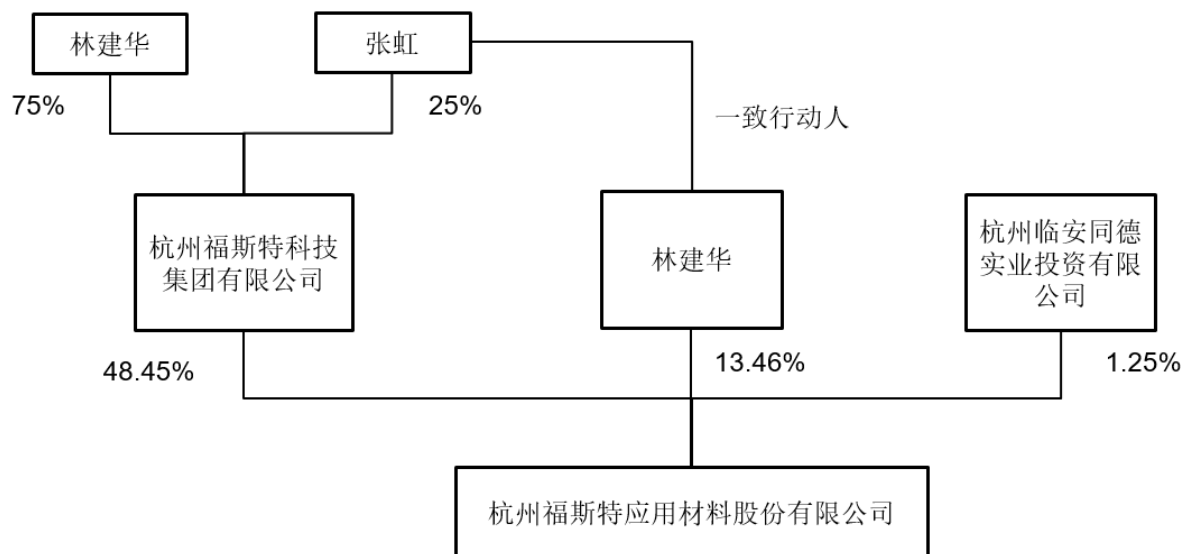 林建华
张虹
75%
25%
一致行动人
杭州福斯特科技
集团有限公司
林建华
杭州临安同德
实业投资有限
公司
48.45%
13.46%
1.25%
杭州福斯特应用材料股份有限公司